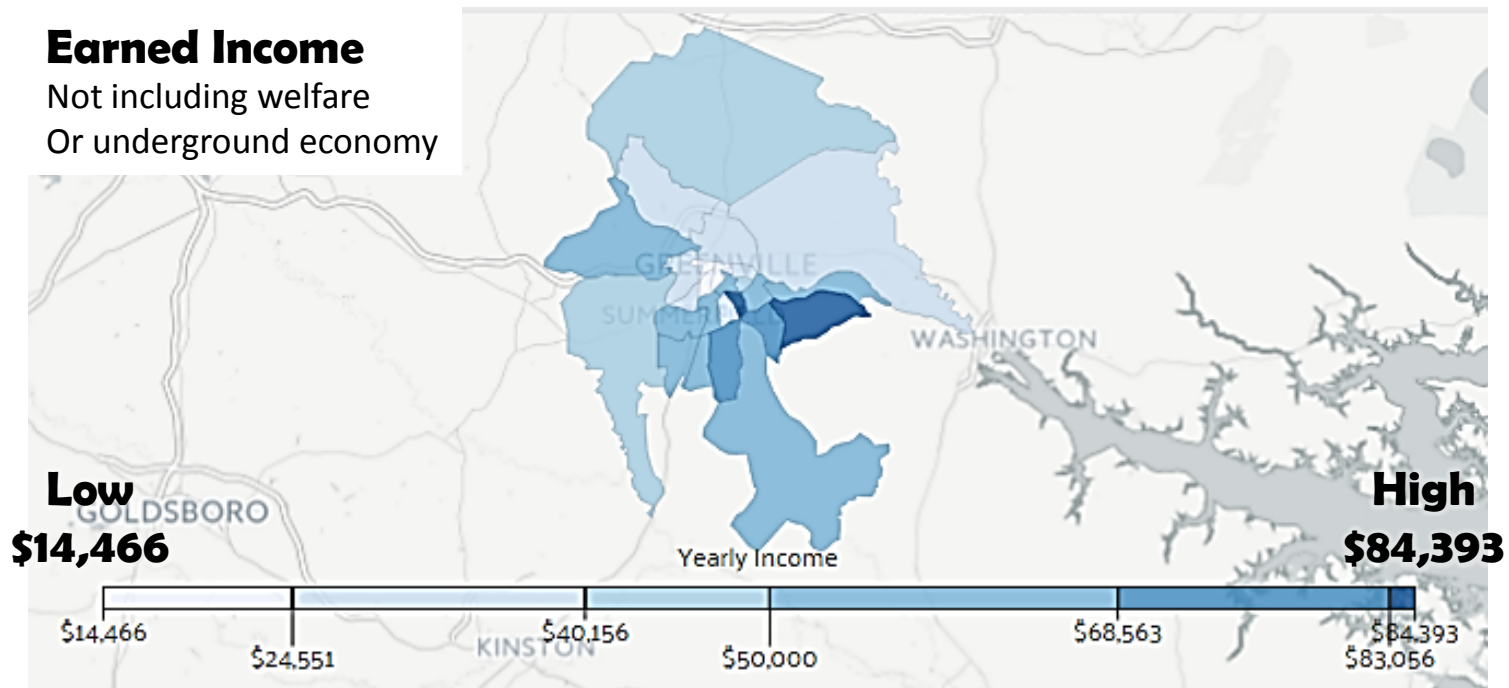 Earned Income
Not including welfare
Or underground economy
GREENVILLE
WASHINGTON
Low
GOLDSBORO
$14,466
High
$84,393
Yearly Income
$14,466
$24,551
$40,156
KINSTON
$50,000
$68,563
$84,393
$83,056